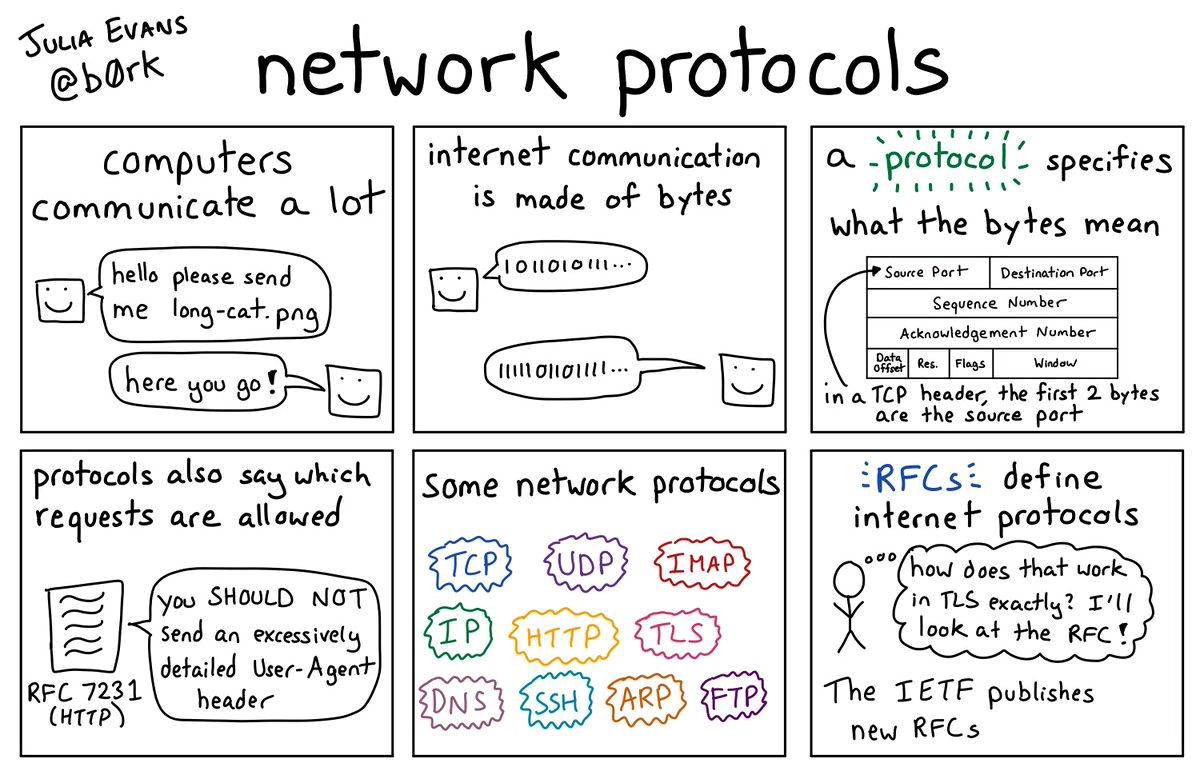 JULIA EVANS
@b0rk
network protocols
computers
communicate a lot
hello please send
me long-cat.png
here you go!
internet communication
is made of bytes
1011010111...
1111101101111...
a protocol specifies
what the bytes mean
Source Port
Destination Port
Sequence Number
Acknowledgement Number
Data
Offset
Res.
Flags
Window
in a TCP header, the first 2 bytes
are the source port
protocols also say which
requests are allowed
you SHOULD NOT
send an excessively
detailed User-Agent
header
RFC 7231
(HTTP)
Some network protocols
TCP
UDP
IMAP
IP
HTTP
TLS
DNS
SSH
ARP
FTP
RFCs define
internet protocols
how does that work
in TLS exactly? I'll
look at the RFC!
The IETF publishes
new RFCs